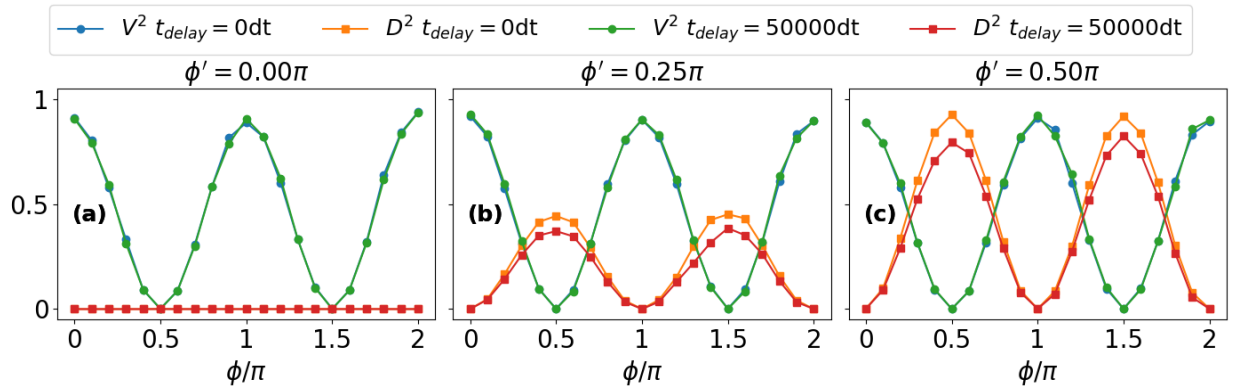 V² t_delay = 0dt D² t_delay = 0dt V² t_delay = 50000dt D² t_delay = 50000dt
ϕ′ = 0.00π ϕ′ = 0.25π ϕ′ = 0.50π
1
0.5
(a) (b) (c)
0
0 0.5 1 1.5 2 0 0.5 1 1.5 2 0 0.5 1 1.5 2
ϕ/π ϕ/π ϕ/π